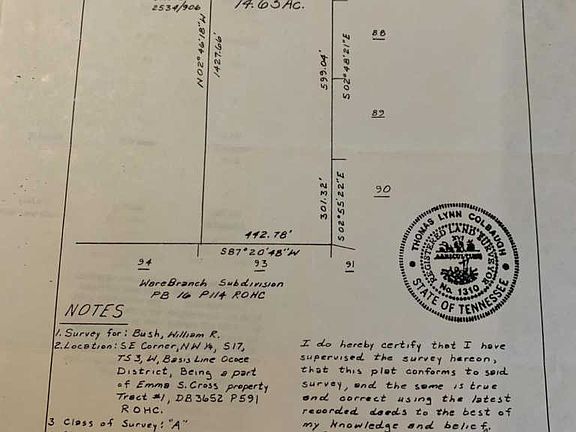 2534/906
14.63 AC.
N 02° 46' 18" W
1427.66'
599.04'
S 02° 48' 21" E
88
89
301.32'
S 02° 55' 22" E
90
442.78'
S 87° 20' 48" W
94
93
91
WareBranch Subdivision
PB 16 P114 ROHC
THOMAS LYNN COLBAUGH
REGISTERED LAND SURVEYOR
AGRICULTURE
No. 1310
STATE OF TENNESSEE
NOTES
1. Survey for: Bush, William R.
2. Location: SE Corner, NW 1/4, S17,
T53, W, Basis Line Ocoee
District, Being a part
of Emma S. Cross property
Tract #1, DB 3652 P591
ROHC.
3 Class of Survey: "A"
I do hereby certify that I have
supervised the survey hereon,
that this plat conforms to said
survey, and the same is true
and correct using the latest
recorded deeds to the best of
my knowledge and belief.